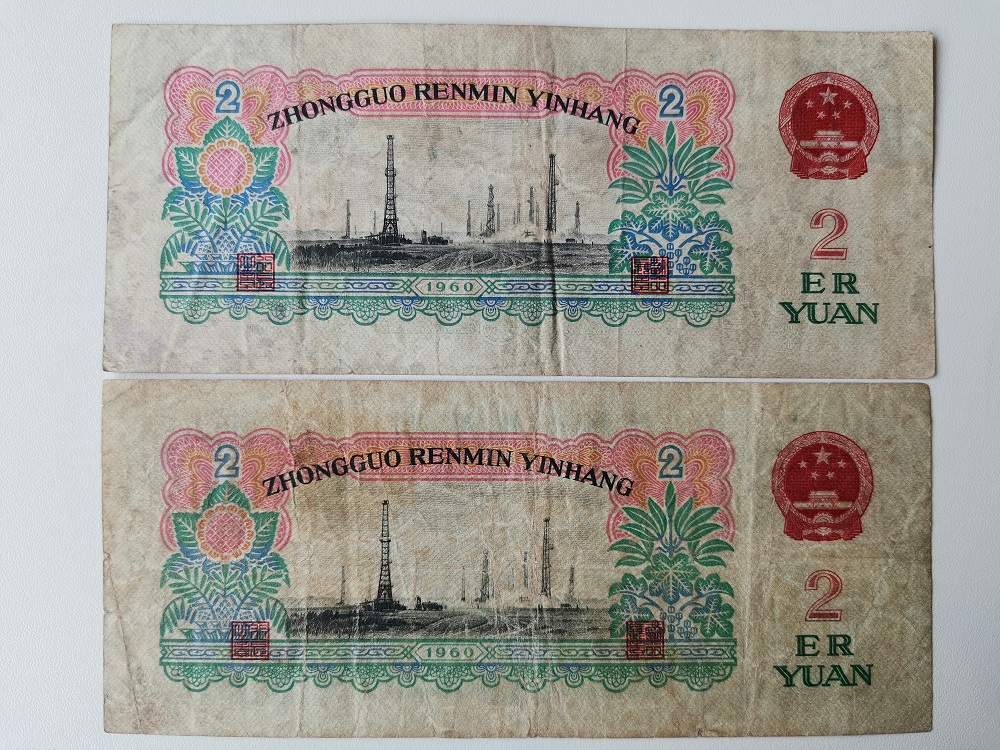 2 ZHONGGUO RENMIN YINHANG 2
2
ER
YUAN
1960
2 ZHONGGUO RENMIN YINHANG 2
2
ER
YUAN
1960